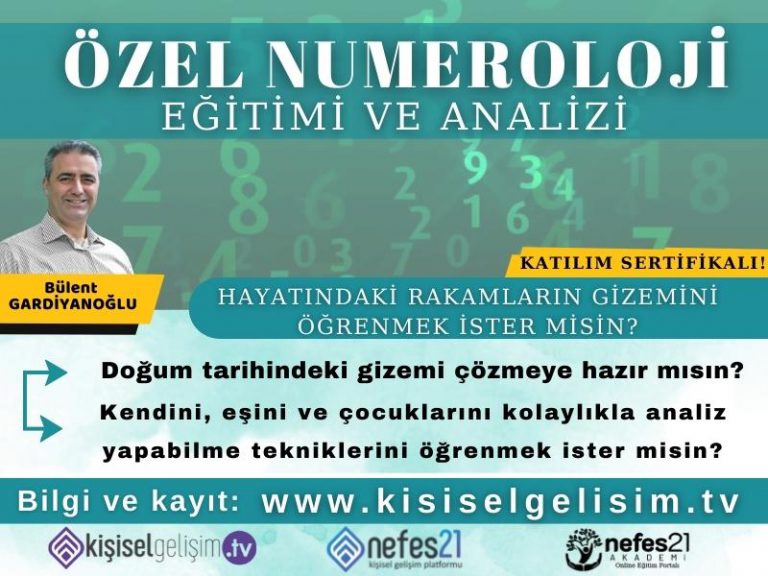 ÖZEL NUMEROLOJİ
EĞİTİMİ VE ANALİZİ
Bülent
GARDİYANOĞLU
KATILIM SERTİFİKALI!
HAYATINDAKİ RAKAMLARIN GİZEMİNİ
ÖĞRENMEK İSTER MİSİN?
Doğum tarihindeki gizemi çözmeye hazır mısın?
Kendini, eşini ve çocuklarını kolaylıkla analiz
yapabilme tekniklerini öğrenmek ister misin?
Bilgi ve kayıt: www.kisiselgelisim.tv
kişiselgelişim.tv
nefes21
kişisel gelişim platformu
nefes21
AKADEMİ
Online Eğitim Portalı